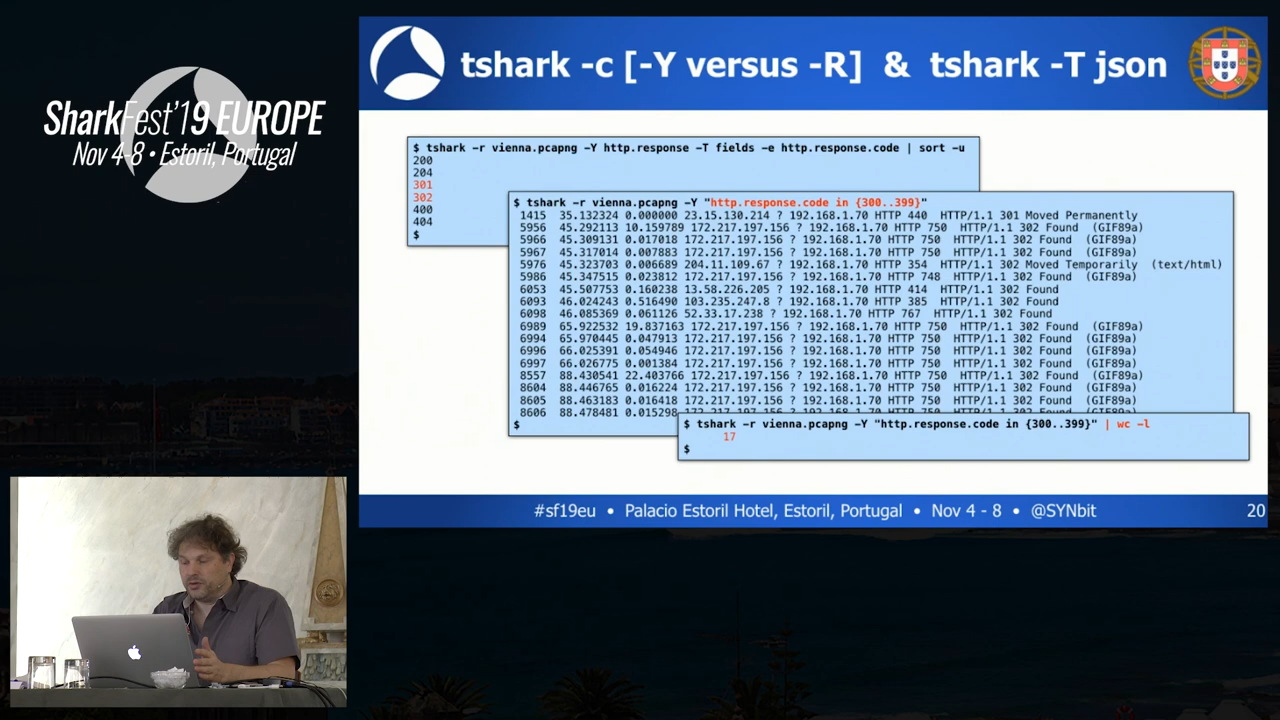 SharkFest'19 EUROPE
Nov 4-8 • Estoril, Portugal
tshark -c [-Y versus -R] & tshark -T json
$ tshark -r vienna.pcapng -Y http.response -T fields -e http.response.code | sort -u
200
204
301
302
400
404
$
$ tshark -r vienna.pcapng -Y "http.response.code in {300..399}"
1415 35.132324 0.000000 23.15.130.214 ? 192.168.1.70 HTTP 440 HTTP/1.1 301 Moved Permanently
5956 45.292113 10.159789 172.217.197.156 ? 192.168.1.70 HTTP 750 HTTP/1.1 302 Found (GIF89a)
5966 45.309131 0.017018 172.217.197.156 ? 192.168.1.70 HTTP 750 HTTP/1.1 302 Found (GIF89a)
5967 45.317014 0.007883 172.217.197.156 ? 192.168.1.70 HTTP 750 HTTP/1.1 302 Found (GIF89a)
5976 45.323703 0.006689 204.11.109.67 ? 192.168.1.70 HTTP 354 HTTP/1.1 302 Moved Temporarily (text/html)
5986 45.347515 0.023812 172.217.197.156 ? 192.168.1.70 HTTP 748 HTTP/1.1 302 Found (GIF89a)
6053 45.507753 0.160238 13.58.226.205 ? 192.168.1.70 HTTP 414 HTTP/1.1 302 Found
6093 46.024243 0.516490 103.235.247.8 ? 192.168.1.70 HTTP 385 HTTP/1.1 302 Found
6098 46.085369 0.061126 52.33.17.238 ? 192.168.1.70 HTTP 767 HTTP/1.1 302 Found
6989 65.922532 19.837163 172.217.197.156 ? 192.168.1.70 HTTP 750 HTTP/1.1 302 Found (GIF89a)
6994 65.970445 0.047913 172.217.197.156 ? 192.168.1.70 HTTP 750 HTTP/1.1 302 Found (GIF89a)
6996 66.025391 0.054946 172.217.197.156 ? 192.168.1.70 HTTP 750 HTTP/1.1 302 Found (GIF89a)
6997 66.026775 0.001384 172.217.197.156 ? 192.168.1.70 HTTP 750 HTTP/1.1 302 Found (GIF89a)
8557 88.430541 22.403766 172.217.197.156 ? 192.168.1.70 HTTP 750 HTTP/1.1 302 Found (GIF89a)
8604 88.446765 0.016224 172.217.197.156 ? 192.168.1.70 HTTP 750 HTTP/1.1 302 Found (GIF89a)
8605 88.463183 0.016418 172.217.197.156 ? 192.168.1.70 HTTP 750 HTTP/1.1 302 Found (GIF89a)
8606 88.478481 0.015298 172.217.197.156 ? 192.168.1.70 HTTP 750 HTTP/1.1 302 Found (GIF89a)
$
$ tshark -r vienna.pcapng -Y "http.response.code in {300..399}" | wc -l
17
$
#sf19eu • Palacio Estoril Hotel, Estoril, Portugal • Nov 4 - 8 • @SYNbit
20